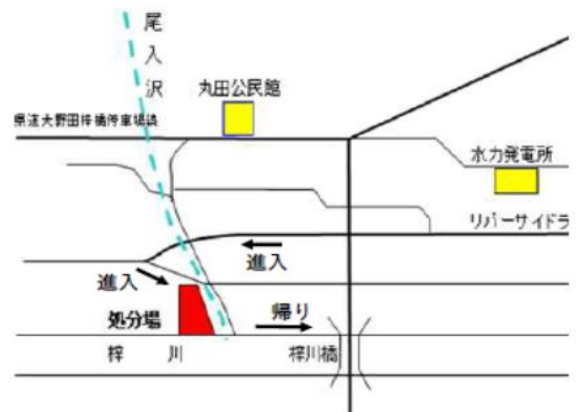 尾入沢
丸田公民館
県道大野田梓橋停車場線
水力発電所
リバーサイドラ
進入
進入
処分場
帰り
梓川
梓川橋